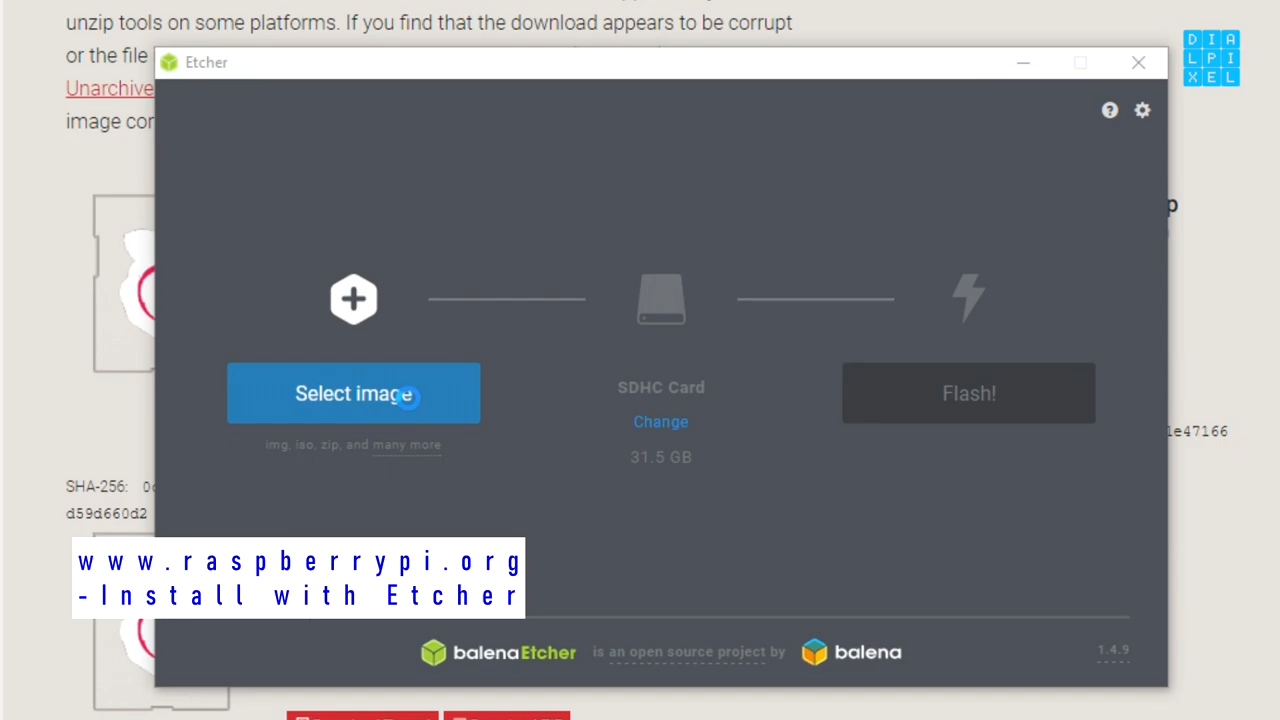 unzip tools on some platforms. If you find that the download appears to be corrupt
or the file
Unarchive
image cor
Etcher
D I A
L P I
X E L
p
Select image
img, iso, zip, and many more
SDHC Card
Change
31.5 GB
Flash!
1e47166
SHA-256:
d59d660d2
www.raspberrypi.org
-Install with Etcher
balenaEtcher is an open source project by balena
1.4.9